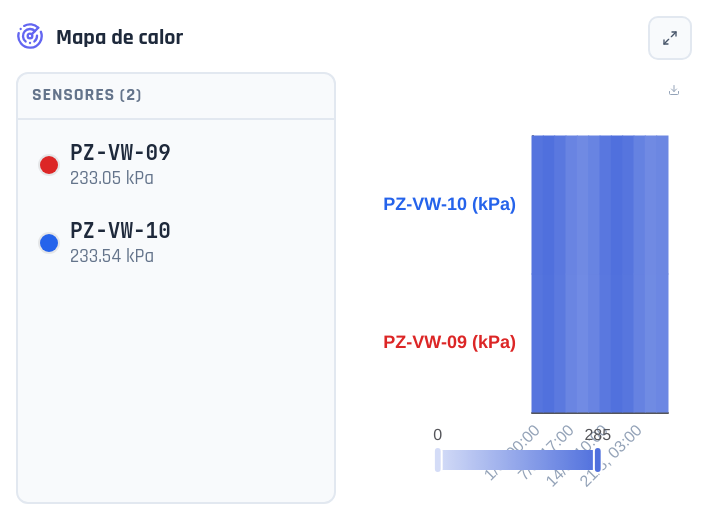 Mapa de calor
SENSORES (2)
PZ-VW-09
233.05 kPa
PZ-VW-10
233.54 kPa
PZ-VW-10 (kPa)
PZ-VW-09 (kPa)
0
285